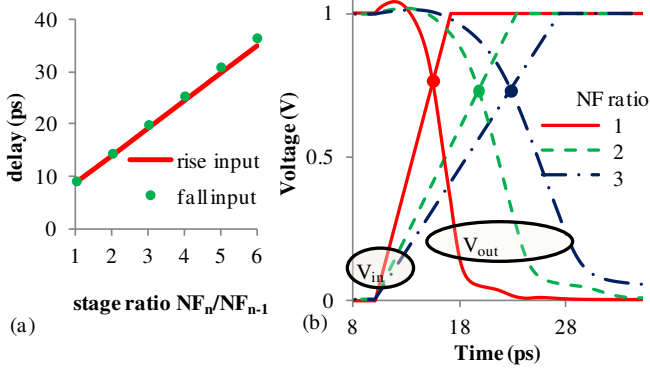 delay (ps)
40
30
20
10
0
rise input
fall input
1 2 3 4 5 6
stage ratio NFn/NFn-1
(a)
Voltage (V)
1
0.5
0
NF ratio
1
2
3
Vin
Vout
8 18 28
Time (ps)
(b)